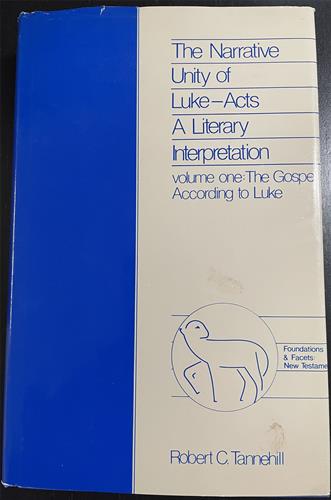 The Narrative
Unity of
Luke–Acts
A Literary
Interpretation
volume one: The Gospe
According to Luke
Foundations
& Facets:
New Testame
Robert C. Tannehill